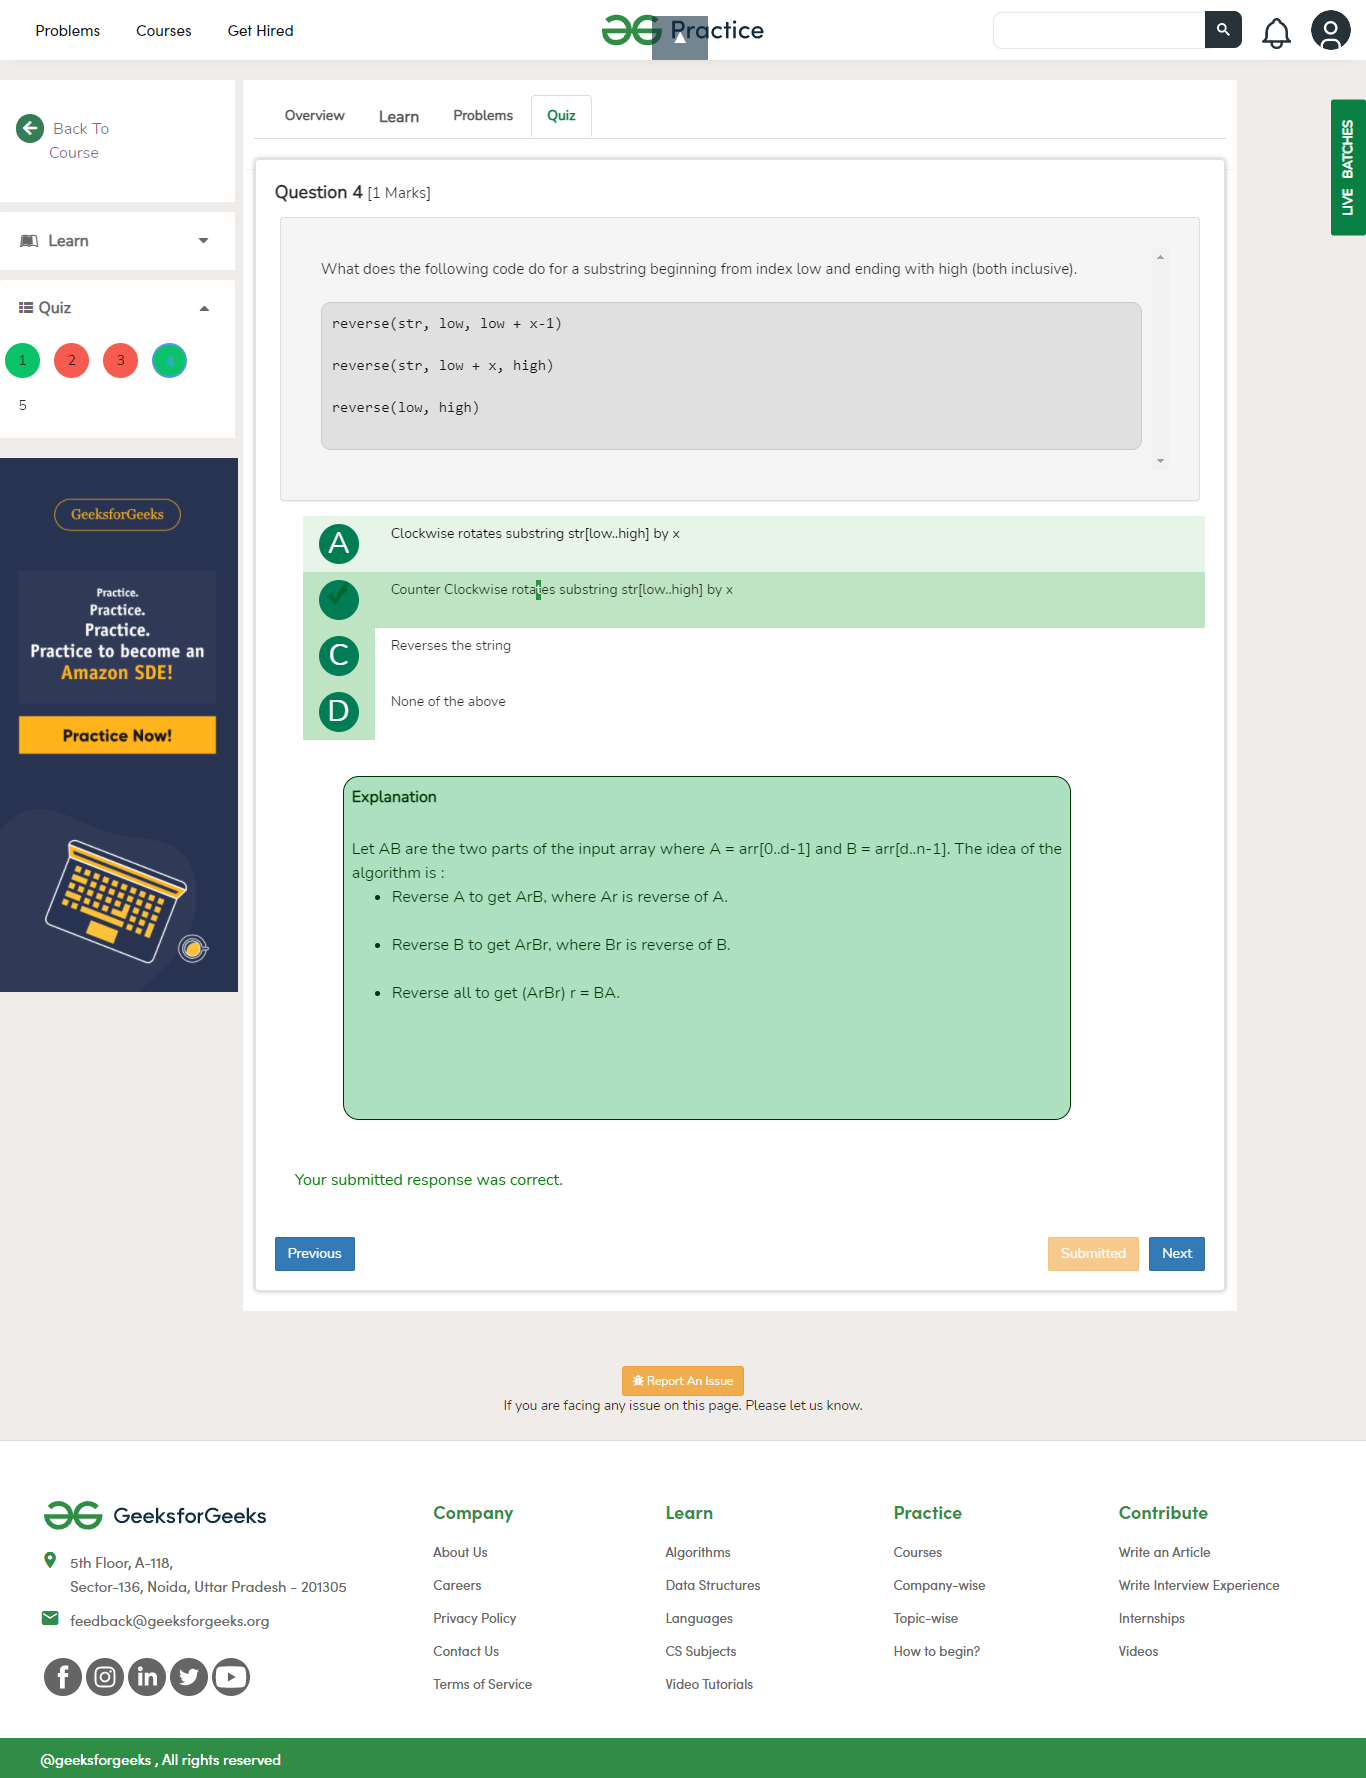 Problems Courses Get Hired
Practice
Back To
Course
Learn
Quiz
1 2 3 4
5
GeeksforGeeks
Practice.
Practice.
Practice.
Practice to become an
Amazon SDE!
Practice Now!
Overview Learn Problems Quiz
Question 4 [1 Marks]
What does the following code do for a substring beginning from index low and ending with high (both inclusive).
reverse(str, low, low + x-1)
reverse(str, low + x, high)
reverse(low, high)
A Clockwise rotates substring str[low..high] by x
Counter Clockwise rotates substring str[low..high] by x
C Reverses the string
D None of the above
Explanation
Let AB are the two parts of the input array where A = arr[0..d-1] and B = arr[d..n-1]. The idea of the
algorithm is :
• Reverse A to get ArB, where Ar is reverse of A.
• Reverse B to get ArBr, where Br is reverse of B.
• Reverse all to get (ArBr) r = BA.
Your submitted response was correct.
Previous Submitted Next
LIVE BATCHES
Report An Issue
If you are facing any issue on this page. Please let us know.
GeeksforGeeks
5th Floor, A-118,
Sector-136, Noida, Uttar Pradesh - 201305
feedback@geeksforgeeks.org
Company
About Us
Careers
Privacy Policy
Contact Us
Terms of Service
Learn
Algorithms
Data Structures
Languages
CS Subjects
Video Tutorials
Practice
Courses
Company-wise
Topic-wise
How to begin?
Contribute
Write an Article
Write Interview Experience
Internships
Videos
@geeksforgeeks , All rights reserved